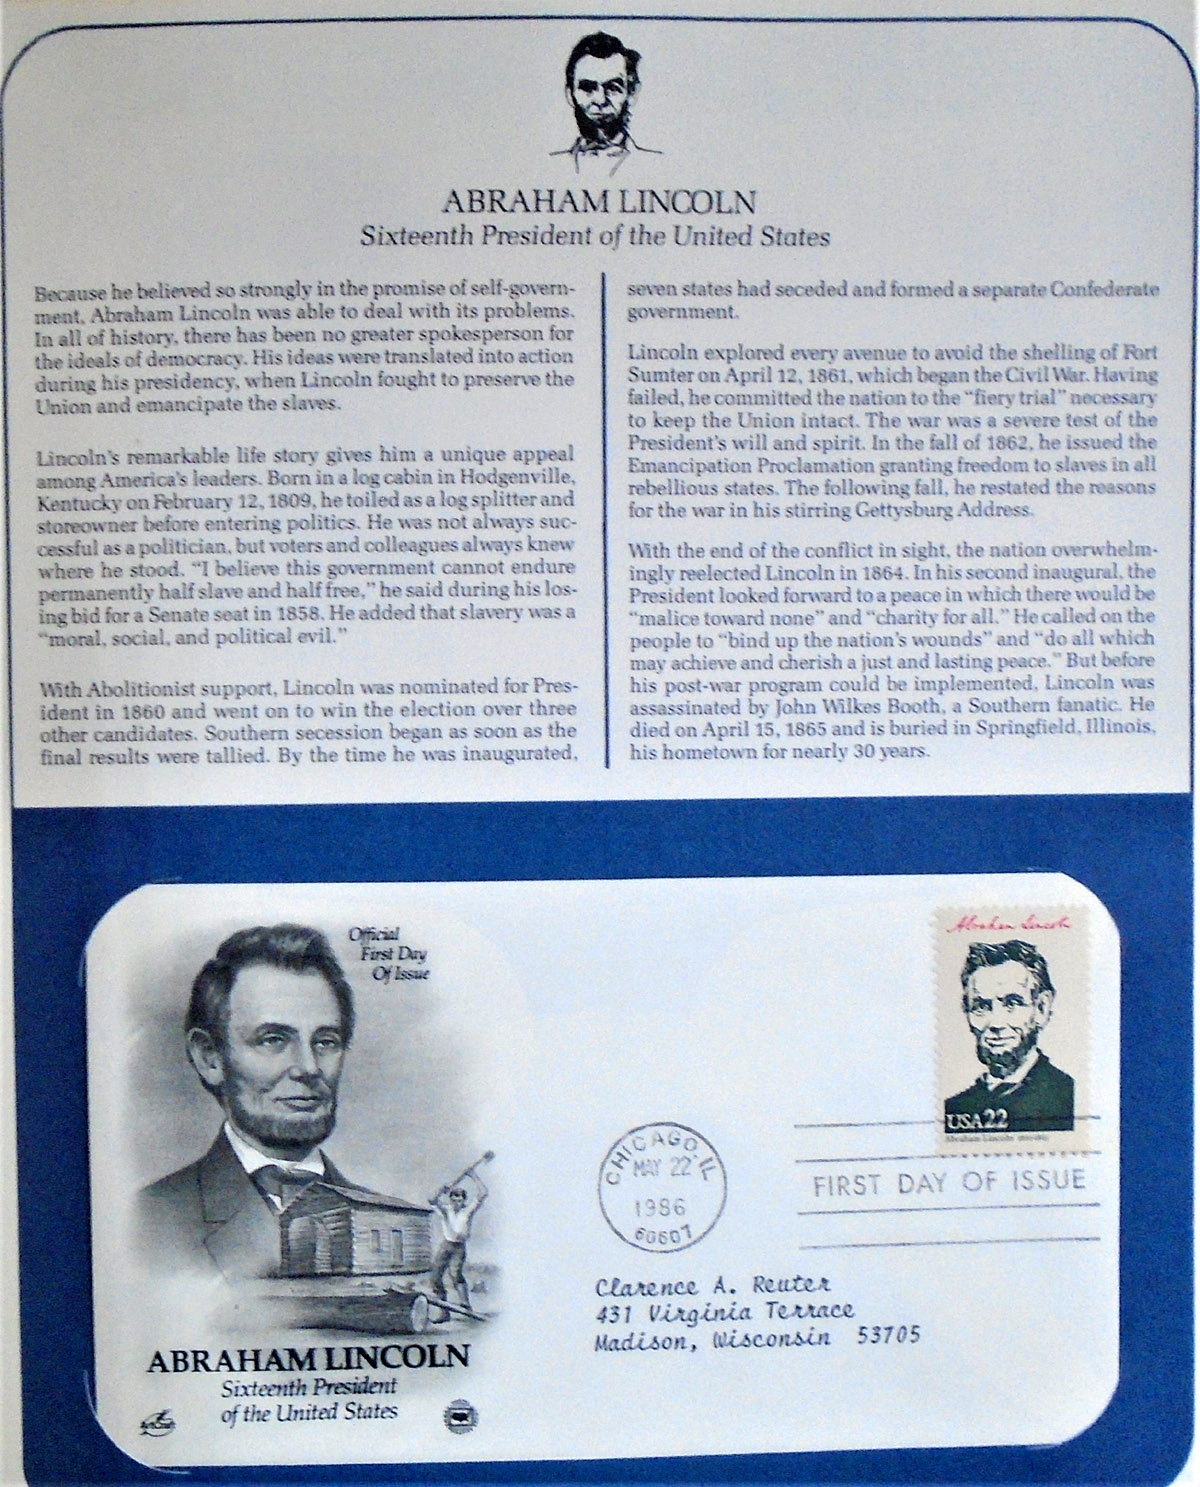 ABRAHAM LINCOLN
Sixteenth President of the United States
Because he believed so strongly in the promise of self-govern-
ment, Abraham Lincoln was able to deal with its problems.
In all of history, there has been no greater spokesperson for
the ideals of democracy. His ideas were translated into action
during his presidency, when Lincoln fought to preserve the
Union and emancipate the slaves.
Lincoln's remarkable life story gives him a unique appeal
among America's leaders. Born in a log cabin in Hodgenville,
Kentucky on February 12, 1809, he toiled as a log splitter and
storeowner before entering politics. He was not always suc-
cessful as a politician, but voters and colleagues always knew
where he stood. "I believe this government cannot endure
permanently half slave and half free," he said during his los-
ing bid for a Senate seat in 1858. He added that slavery was a
"moral, social, and political evil."
With Abolitionist support, Lincoln was nominated for Pres-
ident in 1860 and went on to win the election over three
other candidates. Southern secession began as soon as the
final results were tallied. By the time he was inaugurated,
seven states had seceded and formed a separate Confederate
government.
Lincoln explored every avenue to avoid the shelling of Fort
Sumter on April 12, 1861, which began the Civil War. Having
failed, he committed the nation to the "fiery trial" necessary
to keep the Union intact. The war was a severe test of the
President's will and spirit. In the fall of 1862, he issued the
Emancipation Proclamation granting freedom to slaves in all
rebellious states. The following fall, he restated the reasons
for the war in his stirring Gettysburg Address.
With the end of the conflict in sight, the nation overwhelm-
ingly reelected Lincoln in 1864. In his second inaugural, the
President looked forward to a peace in which there would be
"malice toward none" and "charity for all." He called on the
people to "bind up the nation's wounds" and "do all which
may achieve and cherish a just and lasting peace." But before
his post-war program could be implemented, Lincoln was
assassinated by John Wilkes Booth, a Southern fanatic. He
died on April 15, 1865 and is buried in Springfield, Illinois,
his hometown for nearly 30 years.
Official
First Day
Of Issue
Abraham Lincoln
USA22
Abraham Lincoln
CHICAGO, IL
MAY 22
1986
60607
FIRST DAY OF ISSUE
Clarence A. Reuter
431 Virginia Terrace
Madison, Wisconsin 53705
ABRAHAM LINCOLN
Sixteenth President
of the United States